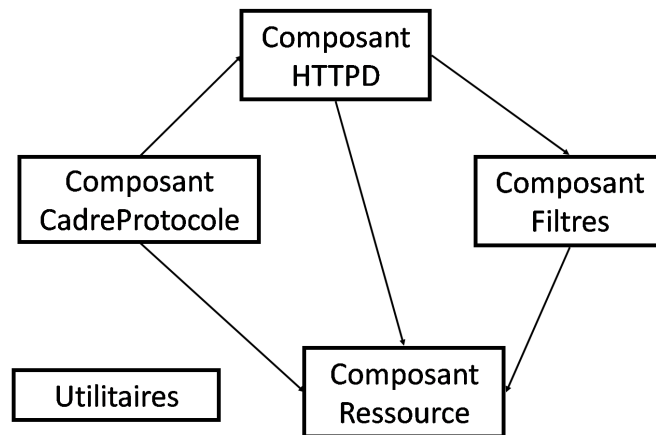 Composant
HTTPD
Composant
CadreProtocole
Composant
Filtres
Utilitaires
Composant
Ressource